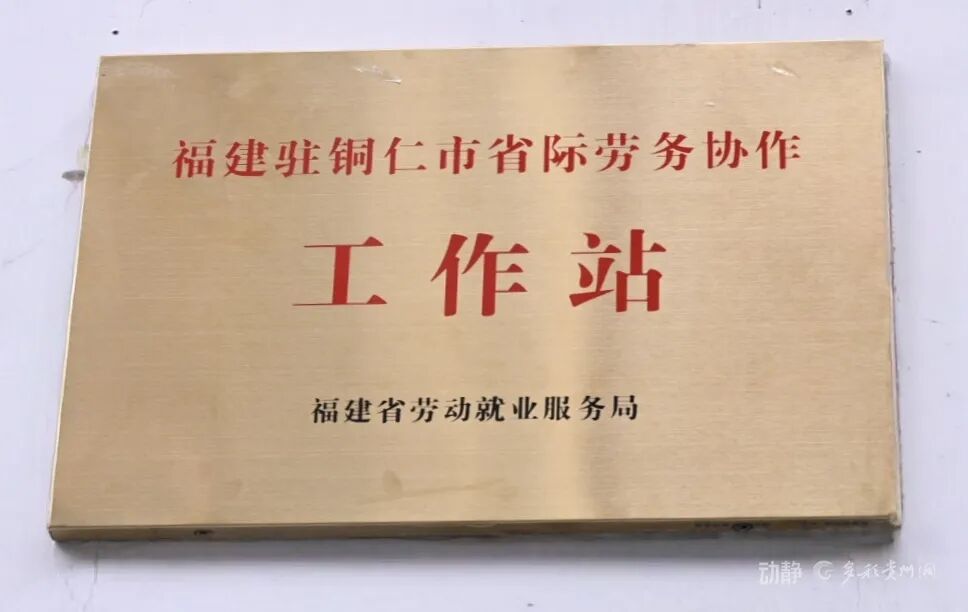 福建驻铜仁市省际劳务协作
工作站
福建省劳动就业服务局
动静 多彩贵州网